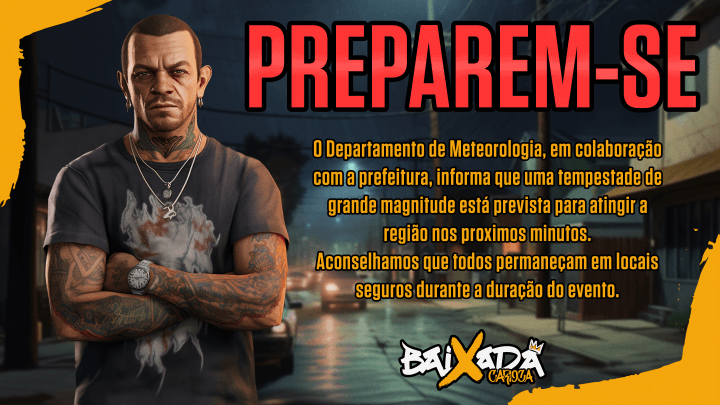 PREPAREM-SE
O Departamento de Meteorologia, em colaboração
com a prefeitura, informa que uma tempestade de
grande magnitude está prevista para atingir a
região nos proximos minutos.
Aconselhamos que todos permaneçam em locais
seguros durante a duração do evento.
BAIXADA
CARIOCA